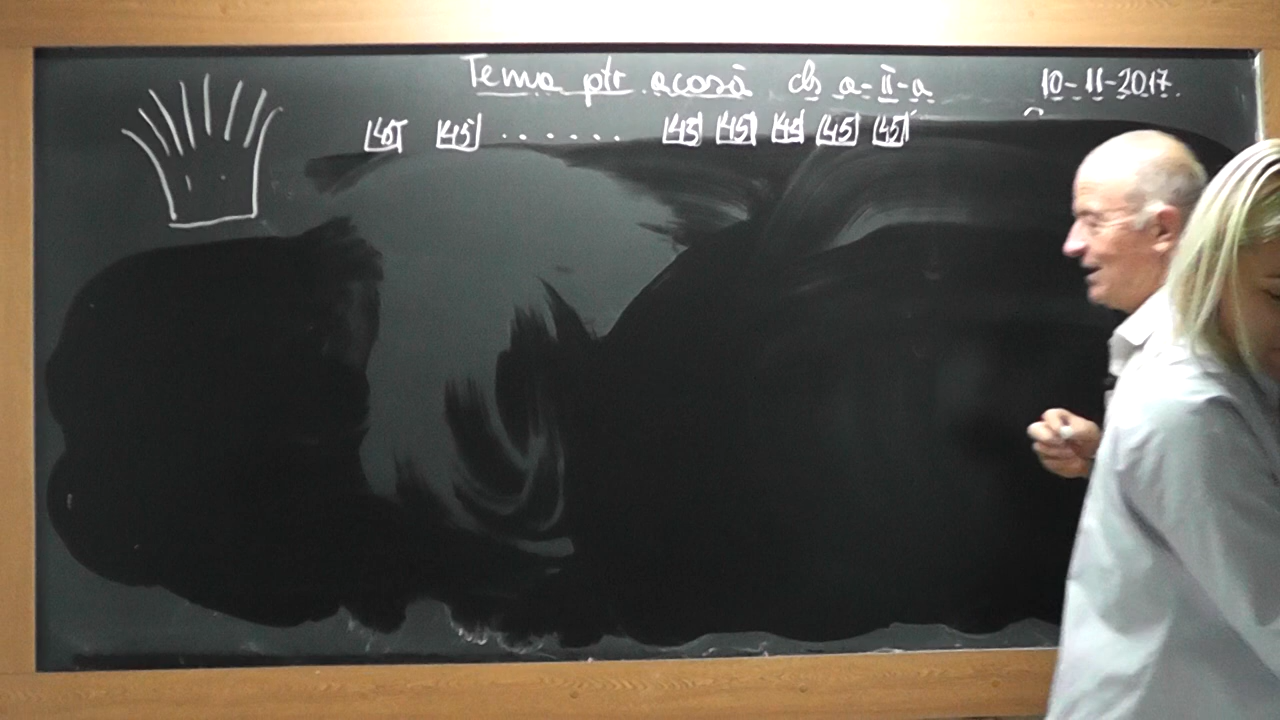 Tema ptr. acasă cls a-II-a 10-11-2017.
45 45 ...... 45 45 45 45 45